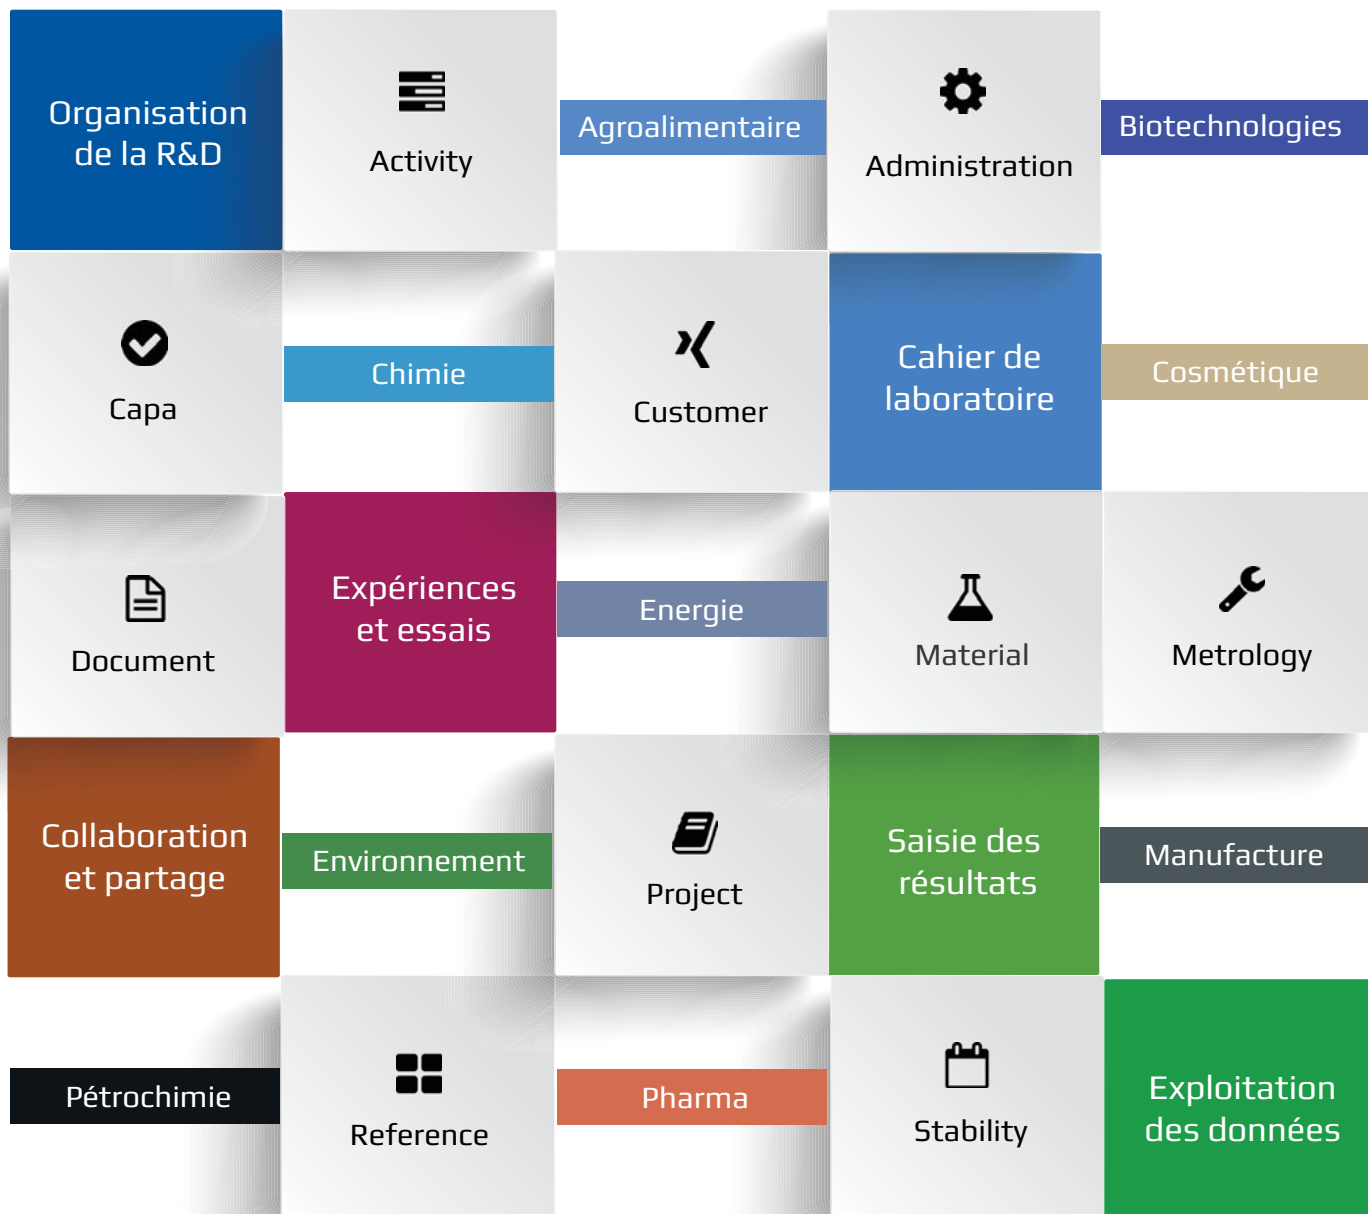 Organisation
de la R&D
Activity
Agroalimentaire
Administration
Biotechnologies
Capa
Chimie
Customer
Cahier de
laboratoire
Cosmétique
Document
Expériences
et essais
Energie
Material
Metrology
Collaboration
et partage
Environnement
Project
Saisie des
résultats
Manufacture
Pétrochimie
Reference
Pharma
Stability
Exploitation
des données